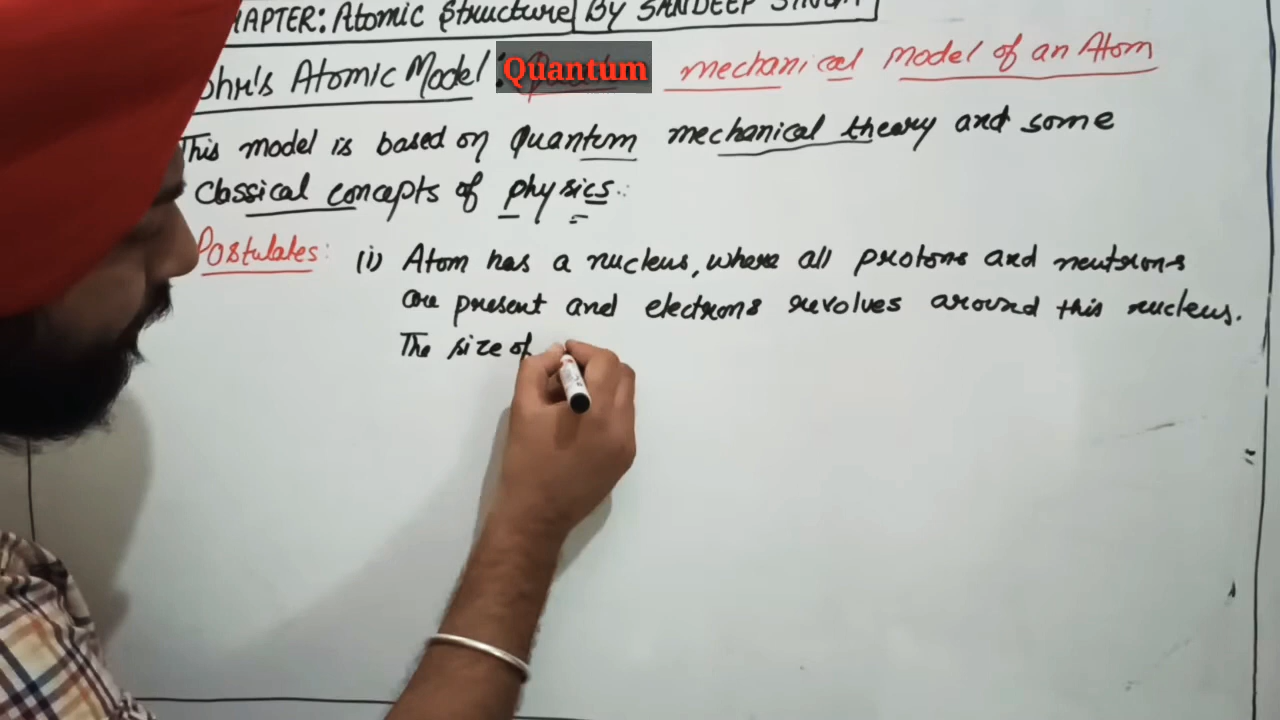 HAPTER: Atomic Structure By SANDEEP SINGH
ohr's Atomic Model : Quantum mechanical model of an Atom
This model is based on Quantum mechanical theory and some
Classical concepts of physics.
Postulates: (i) Atom has a nucleus, where all protons and neutrons
are present and electrons revolves around this nucleus.
The size of